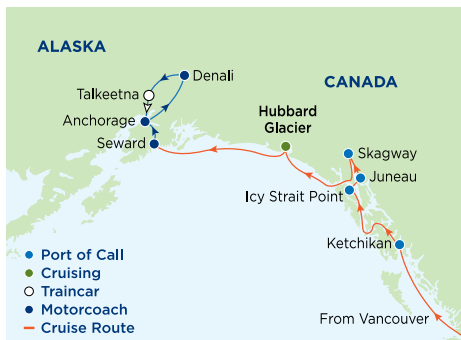 ALASKA
Denali
Talkeetna
CANADA
Anchorage
Hubbard
Glacier
Seward
Skagway
Juneau
Icy Strait Point
Ketchikan
Port of Call
Cruising
Traincar
Motorcoach
Cruise Route
From Vancouver